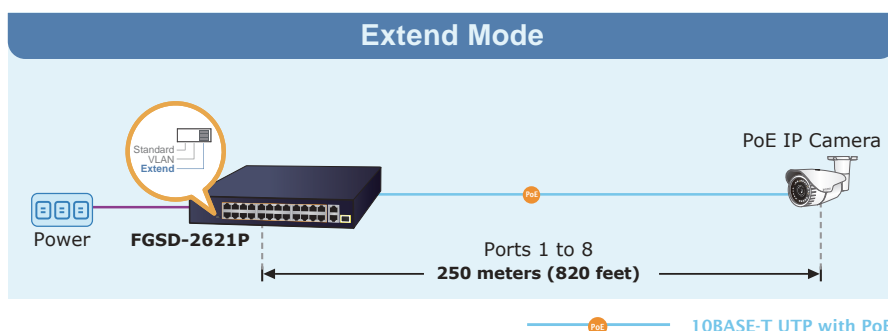 Extend Mode
Standard
VLAN
Extend
PoE IP Camera
PoE
Power
FGSD-2621P
Ports 1 to 8
250 meters (820 feet)
PoE
10BASE-T UTP with PoE